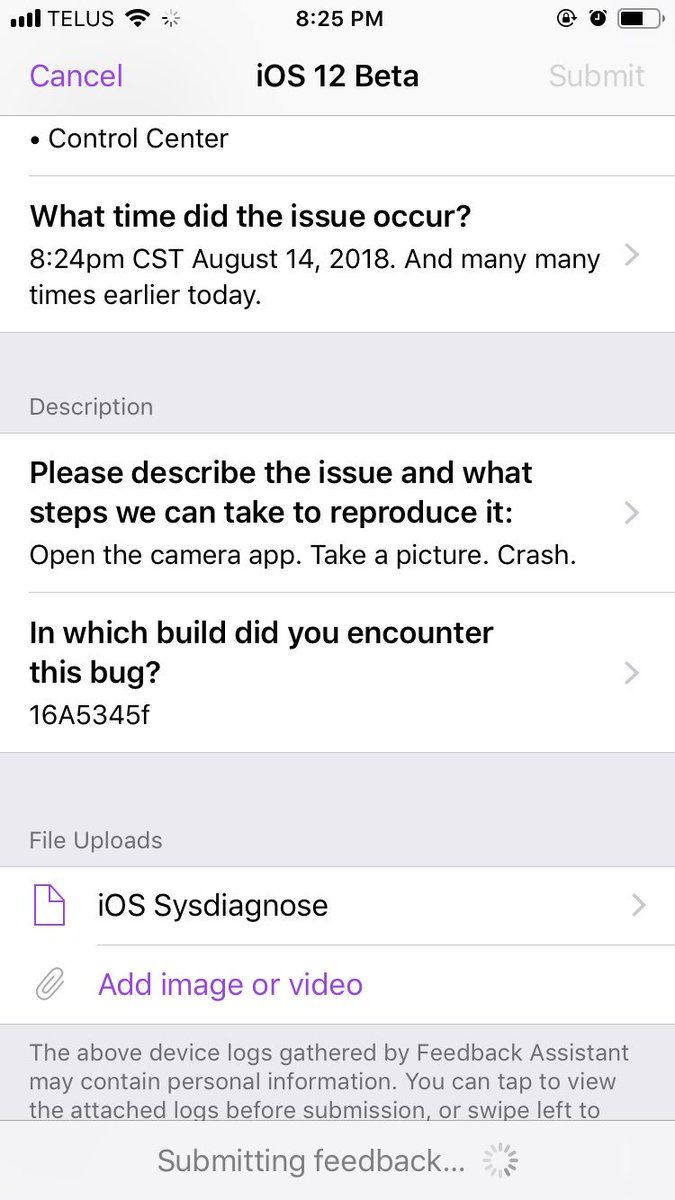 TELUS 8:25 PM
Cancel iOS 12 Beta Submit
• Control Center
What time did the issue occur?
8:24pm CST August 14, 2018. And many many
times earlier today.
Description
Please describe the issue and what
steps we can take to reproduce it:
Open the camera app. Take a picture. Crash.
In which build did you encounter
this bug?
16A5345f
File Uploads
iOS Sysdiagnose
Add image or video
The above device logs gathered by Feedback Assistant
may contain personal information. You can tap to view
the attached logs before submission, or swipe left to
Submitting feedback...